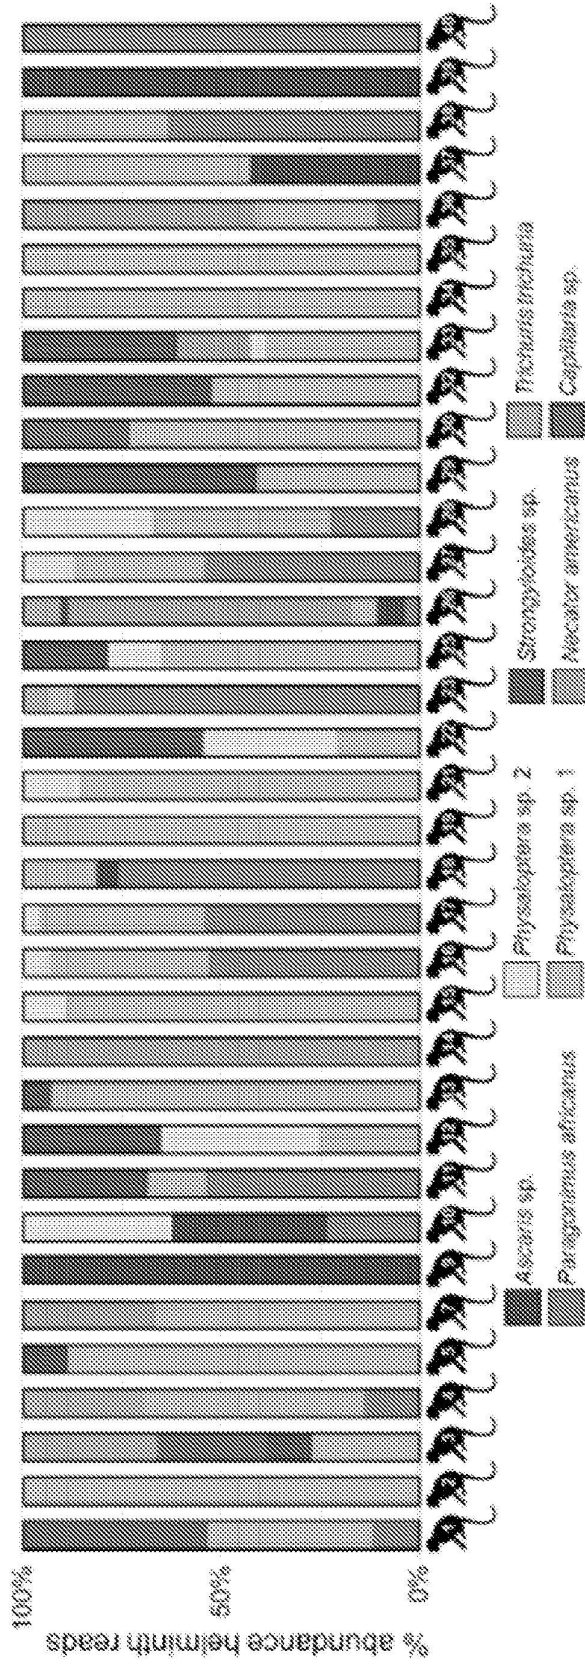 100%
50%
0%
% abundance helminth reads
Ascaris sp.
Physaloptera sp. 2
Strongyloides sp.
Trichuris trichuria
Paragonimus africanus
Physaloptera sp. 1
Necator americanus
Capillaria sp.